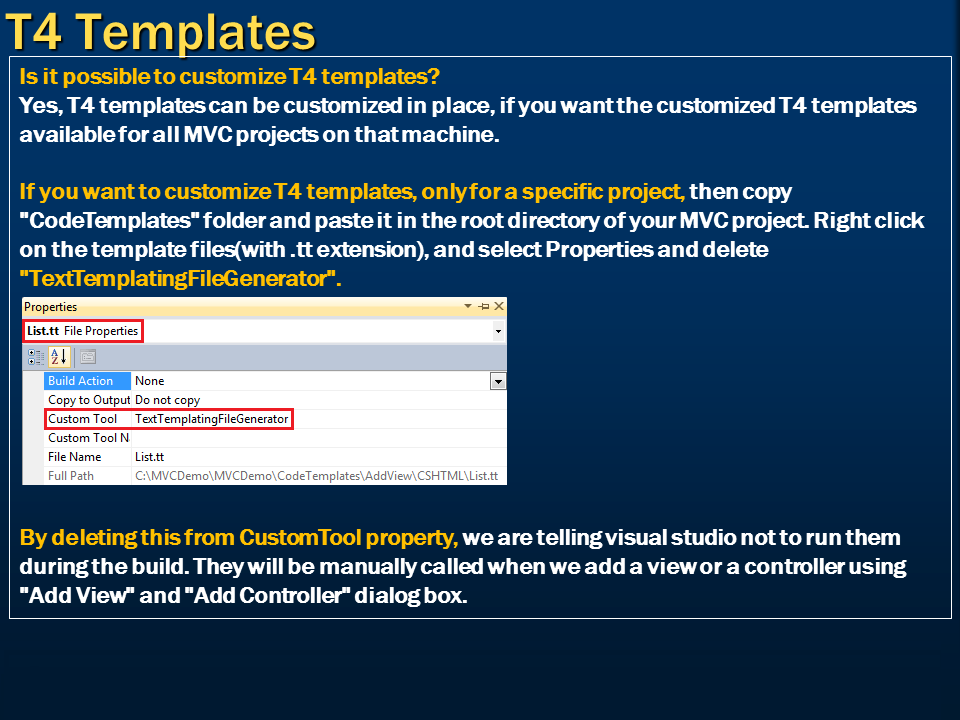 T4 Templates
Is it possible to customize T4 templates?
Yes, T4 templates can be customized in place, if you want the customized T4 templates
available for all MVC projects on that machine.
If you want to customize T4 templates, only for a specific project, then copy
"CodeTemplates" folder and paste it in the root directory of your MVC project. Right click
on the template files(with .tt extension), and select Properties and delete
"TextTemplatingFileGenerator".
Properties
List.tt File Properties
Build Action None
Copy to Output Do not copy
Custom Tool TextTemplatingFileGenerator
Custom Tool N
File Name List.tt
Full Path C:\MVCDemo\MVCDemo\CodeTemplates\AddView\CSHTML\List.tt
By deleting this from CustomTool property, we are telling visual studio not to run them
during the build. They will be manually called when we add a view or a controller using
"Add View" and "Add Controller" dialog box.